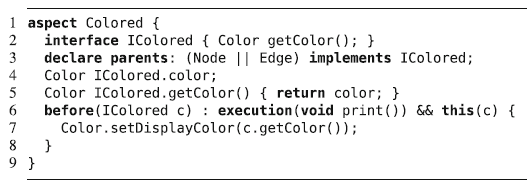 1 aspect Colored {
2   interface IColored { Color getColor(); }
3   declare parents: (Node || Edge) implements IColored;
4   Color IColored.color;
5   Color IColored.getColor() { return color; }
6   before(IColored c) : execution(void print()) && this(c) {
7     Color.setDisplayColor(c.getColor());
8   }
9 }